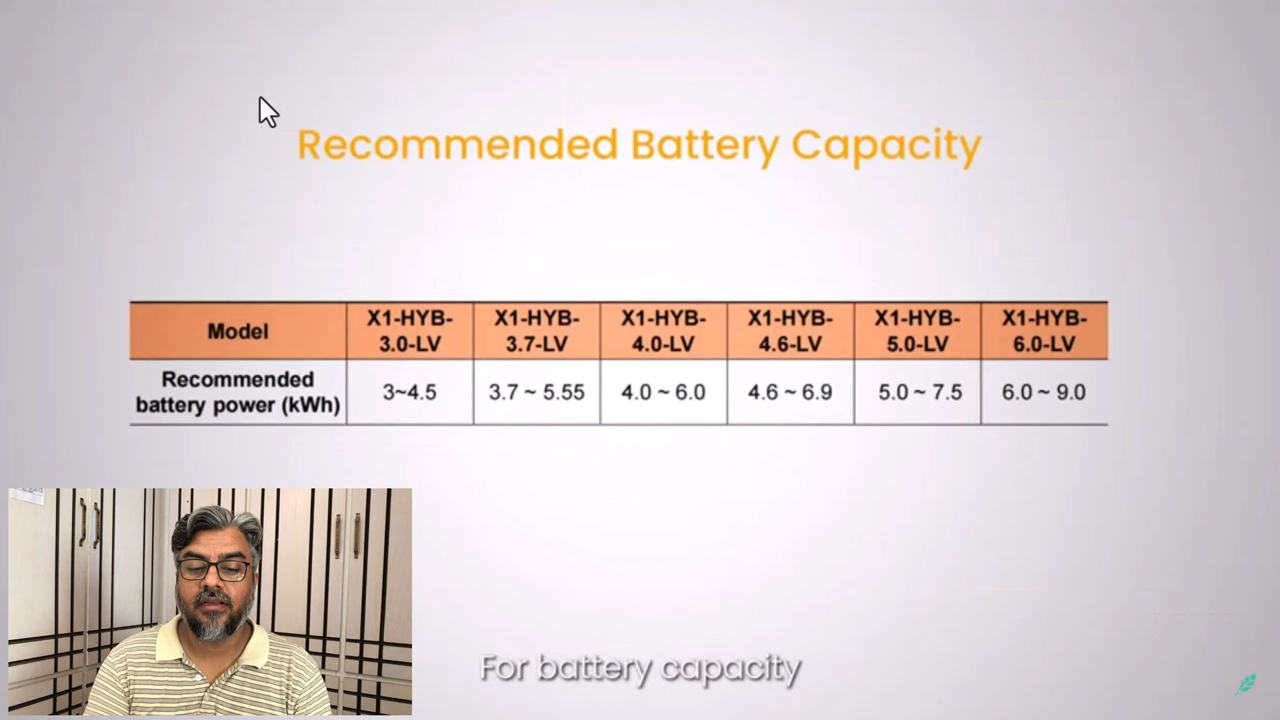 Recommended Battery Capacity
Model X1-HYB-3.0-LV X1-HYB-3.7-LV X1-HYB-4.0-LV X1-HYB-4.6-LV X1-HYB-5.0-LV X1-HYB-6.0-LV
Recommended battery power (kWh) 3~4.5 3.7 ~ 5.55 4.0 ~ 6.0 4.6 ~ 6.9 5.0 ~ 7.5 6.0 ~ 9.0
For battery capacity